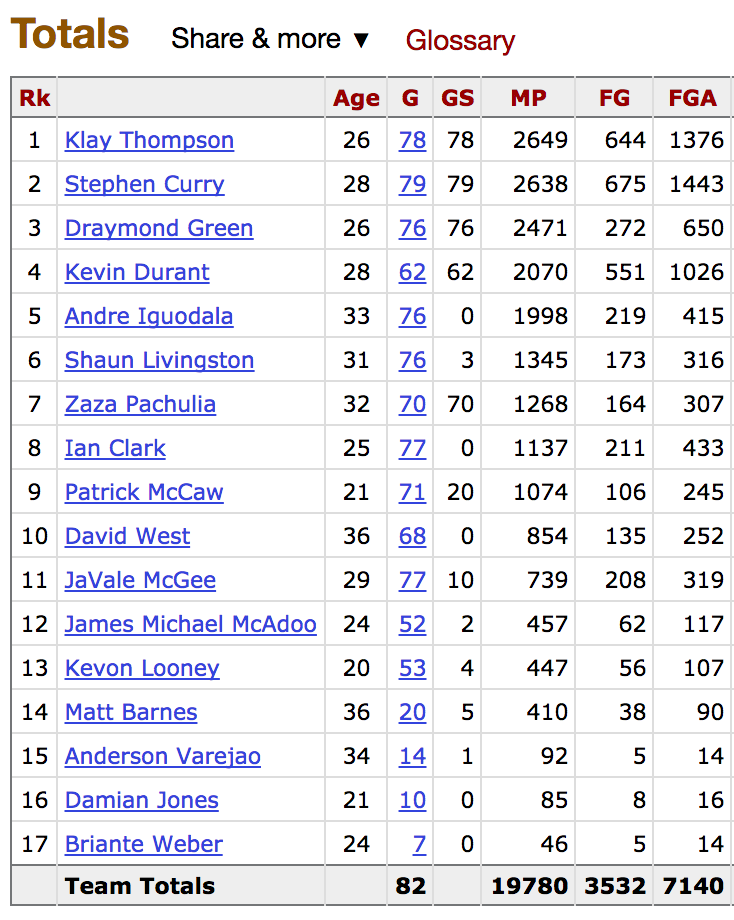 Totals Share & more ▼ Glossary
Rk Age G GS MP FG FGA
1 Klay Thompson 26 78 78 2649 644 1376
2 Stephen Curry 28 79 79 2638 675 1443
3 Draymond Green 26 76 76 2471 272 650
4 Kevin Durant 28 62 62 2070 551 1026
5 Andre Iguodala 33 76 0 1998 219 415
6 Shaun Livingston 31 76 3 1345 173 316
7 Zaza Pachulia 32 70 70 1268 164 307
8 Ian Clark 25 77 0 1137 211 433
9 Patrick McCaw 21 71 20 1074 106 245
10 David West 36 68 0 854 135 252
11 JaVale McGee 29 77 10 739 208 319
12 James Michael McAdoo 24 52 2 457 62 117
13 Kevon Looney 20 53 4 447 56 107
14 Matt Barnes 36 20 5 410 38 90
15 Anderson Varejao 34 14 1 92 5 14
16 Damian Jones 21 10 0 85 8 16
17 Briante Weber 24 7 0 46 5 14
Team Totals 82 19780 3532 7140